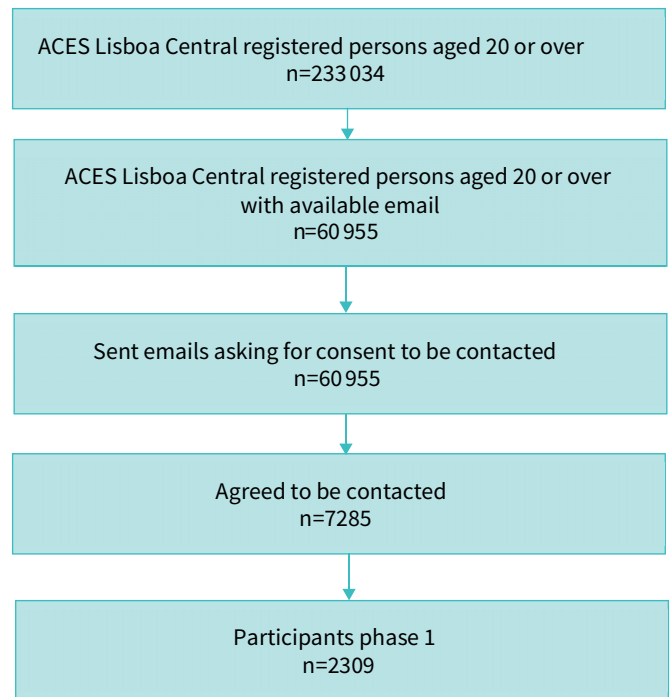 ACES Lisboa Central registered persons aged 20 or over
n=233 034
ACES Lisboa Central registered persons aged 20 or over
with available email
n=60 955
Sent emails asking for consent to be contacted
n=60 955
Agreed to be contacted
n=7285
Participants phase 1
n=2309